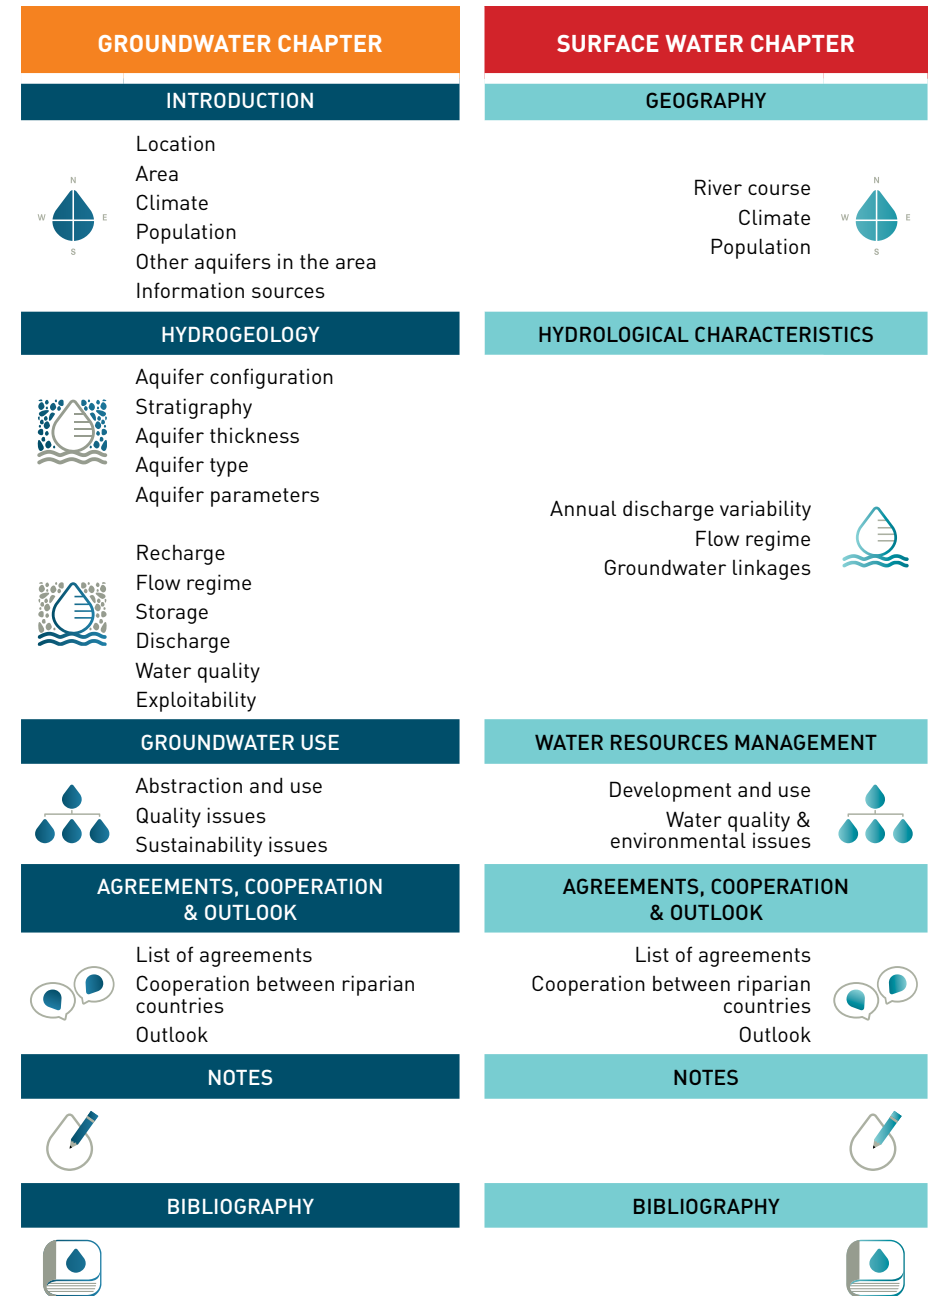 GROUNDWATER CHAPTER
INTRODUCTION
N
W
E
S
Location
Area
Climate
Population
Other aquifers in the area
Information sources
HYDROGEOLOGY
Aquifer configuration
Stratigraphy
Aquifer thickness
Aquifer type
Aquifer parameters
Recharge
Flow regime
Storage
Discharge
Water quality
Exploitability
GROUNDWATER USE
Abstraction and use
Quality issues
Sustainability issues
AGREEMENTS, COOPERATION
& OUTLOOK
List of agreements
Cooperation between riparian
countries
Outlook
NOTES
BIBLIOGRAPHY
SURFACE WATER CHAPTER
GEOGRAPHY
River course
Climate
Population
N
W
E
S
HYDROLOGICAL CHARACTERISTICS
Annual discharge variability
Flow regime
Groundwater linkages
WATER RESOURCES MANAGEMENT
Development and use
Water quality &
environmental issues
AGREEMENTS, COOPERATION
& OUTLOOK
List of agreements
Cooperation between riparian
countries
Outlook
NOTES
BIBLIOGRAPHY